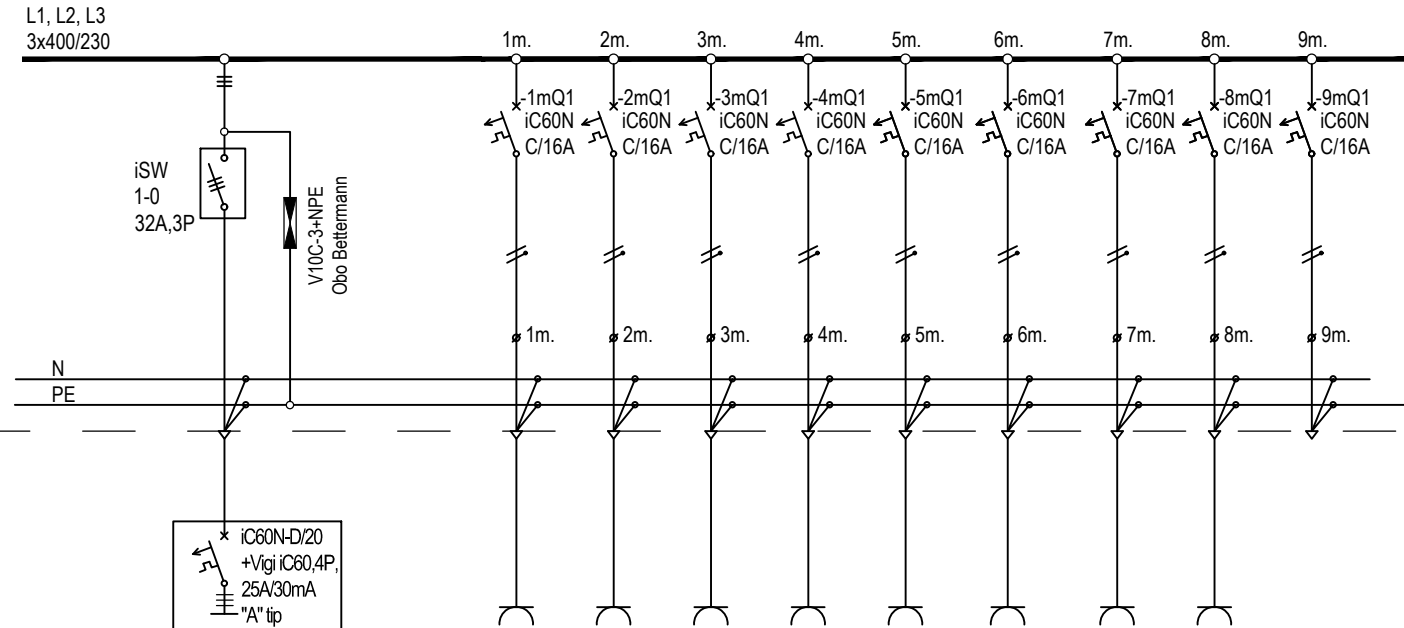 L1, L2, L3
3x400/230
1m. 2m. 3m. 4m. 5m. 6m. 7m. 8m. 9m.
-1mQ1
iC60N
C/16A
-2mQ1
iC60N
C/16A
-3mQ1
iC60N
C/16A
-4mQ1
iC60N
C/16A
-5mQ1
iC60N
C/16A
-6mQ1
iC60N
C/16A
-7mQ1
iC60N
C/16A
-8mQ1
iC60N
C/16A
-9mQ1
iC60N
C/16A
iSW
1-0
32A,3P
V10C-3+NPE
Obo Bettermann
1m. 2m. 3m. 4m. 5m. 6m. 7m. 8m. 9m.
N
PE
iC60N-D/20
+Vigi iC60,4P,
25A/30mA
"A" tip